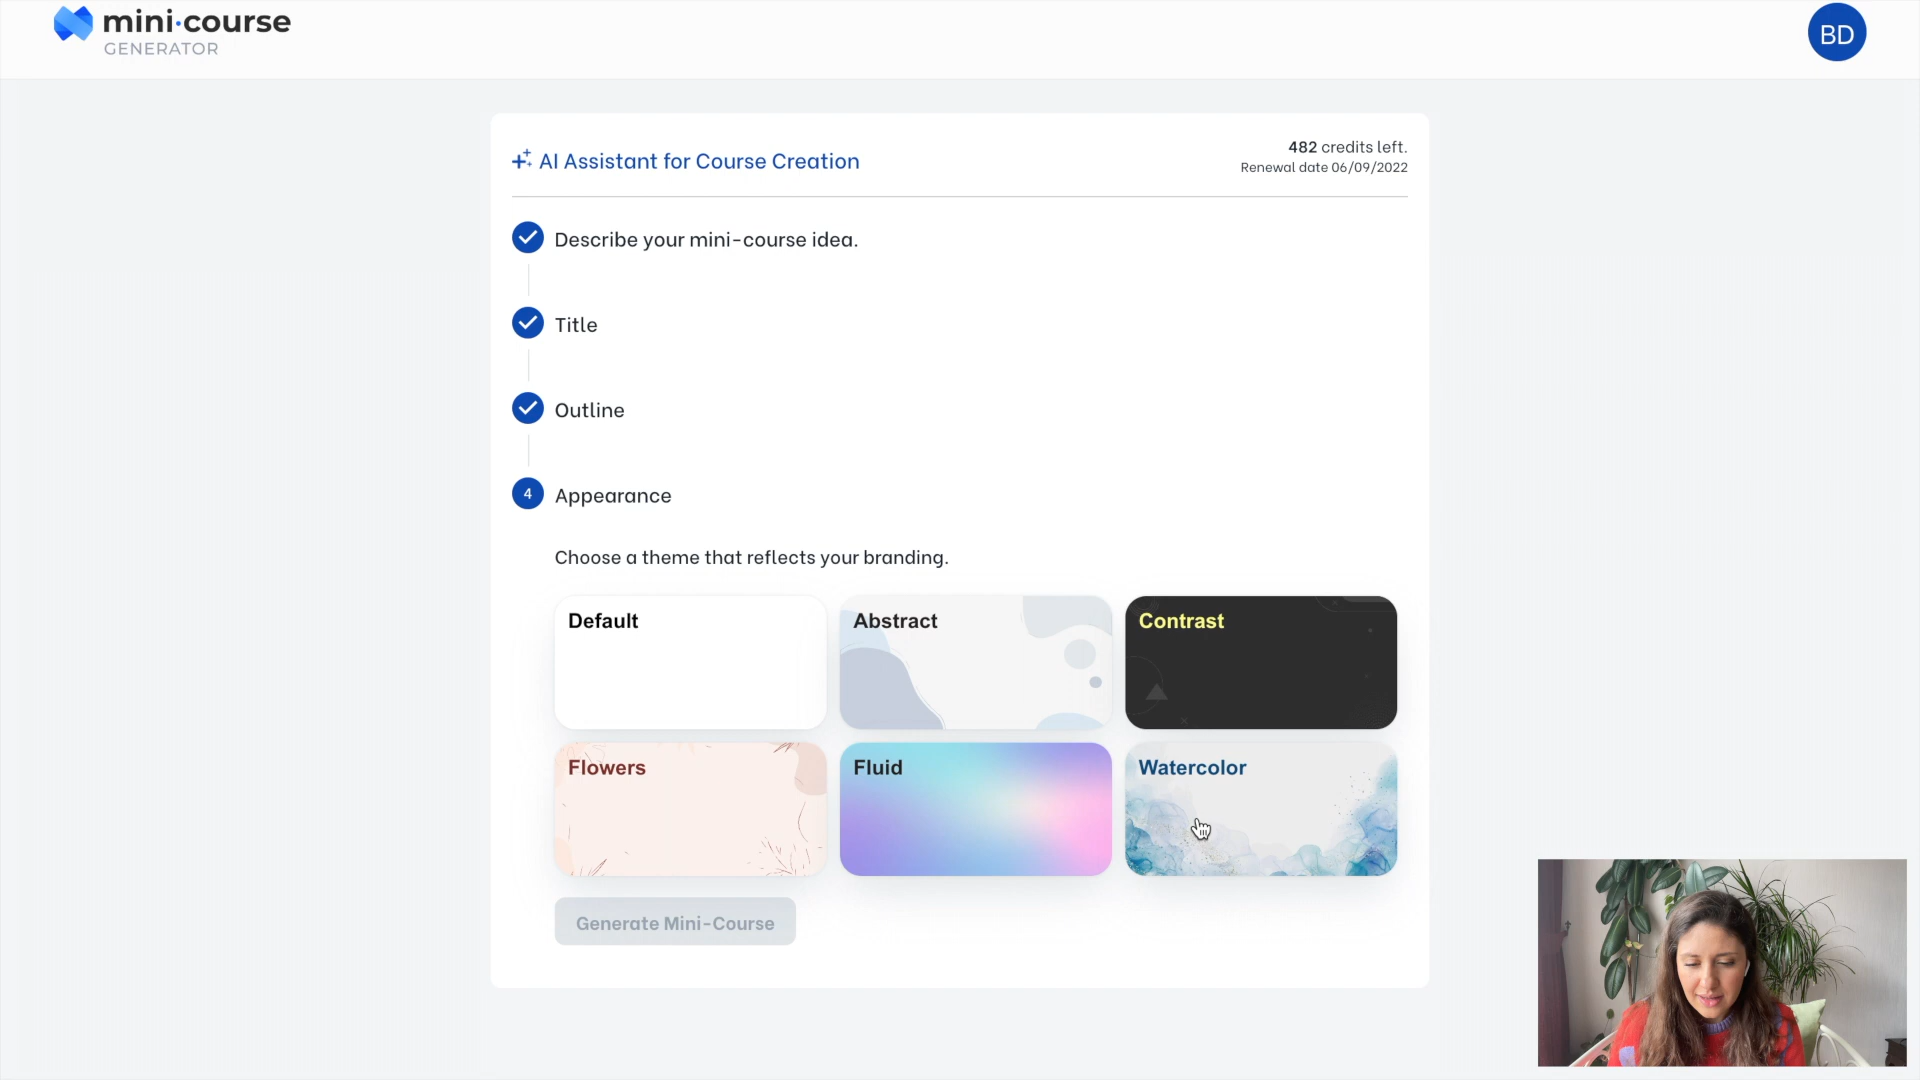 mini·course
GENERATOR
BD
AI Assistant for Course Creation
482 credits left.
Renewal date 06/09/2022
Describe your mini-course idea.
Title
Outline
4 Appearance
Choose a theme that reflects your branding.
Default
Abstract
Contrast
Flowers
Fluid
Watercolor
Generate Mini-Course